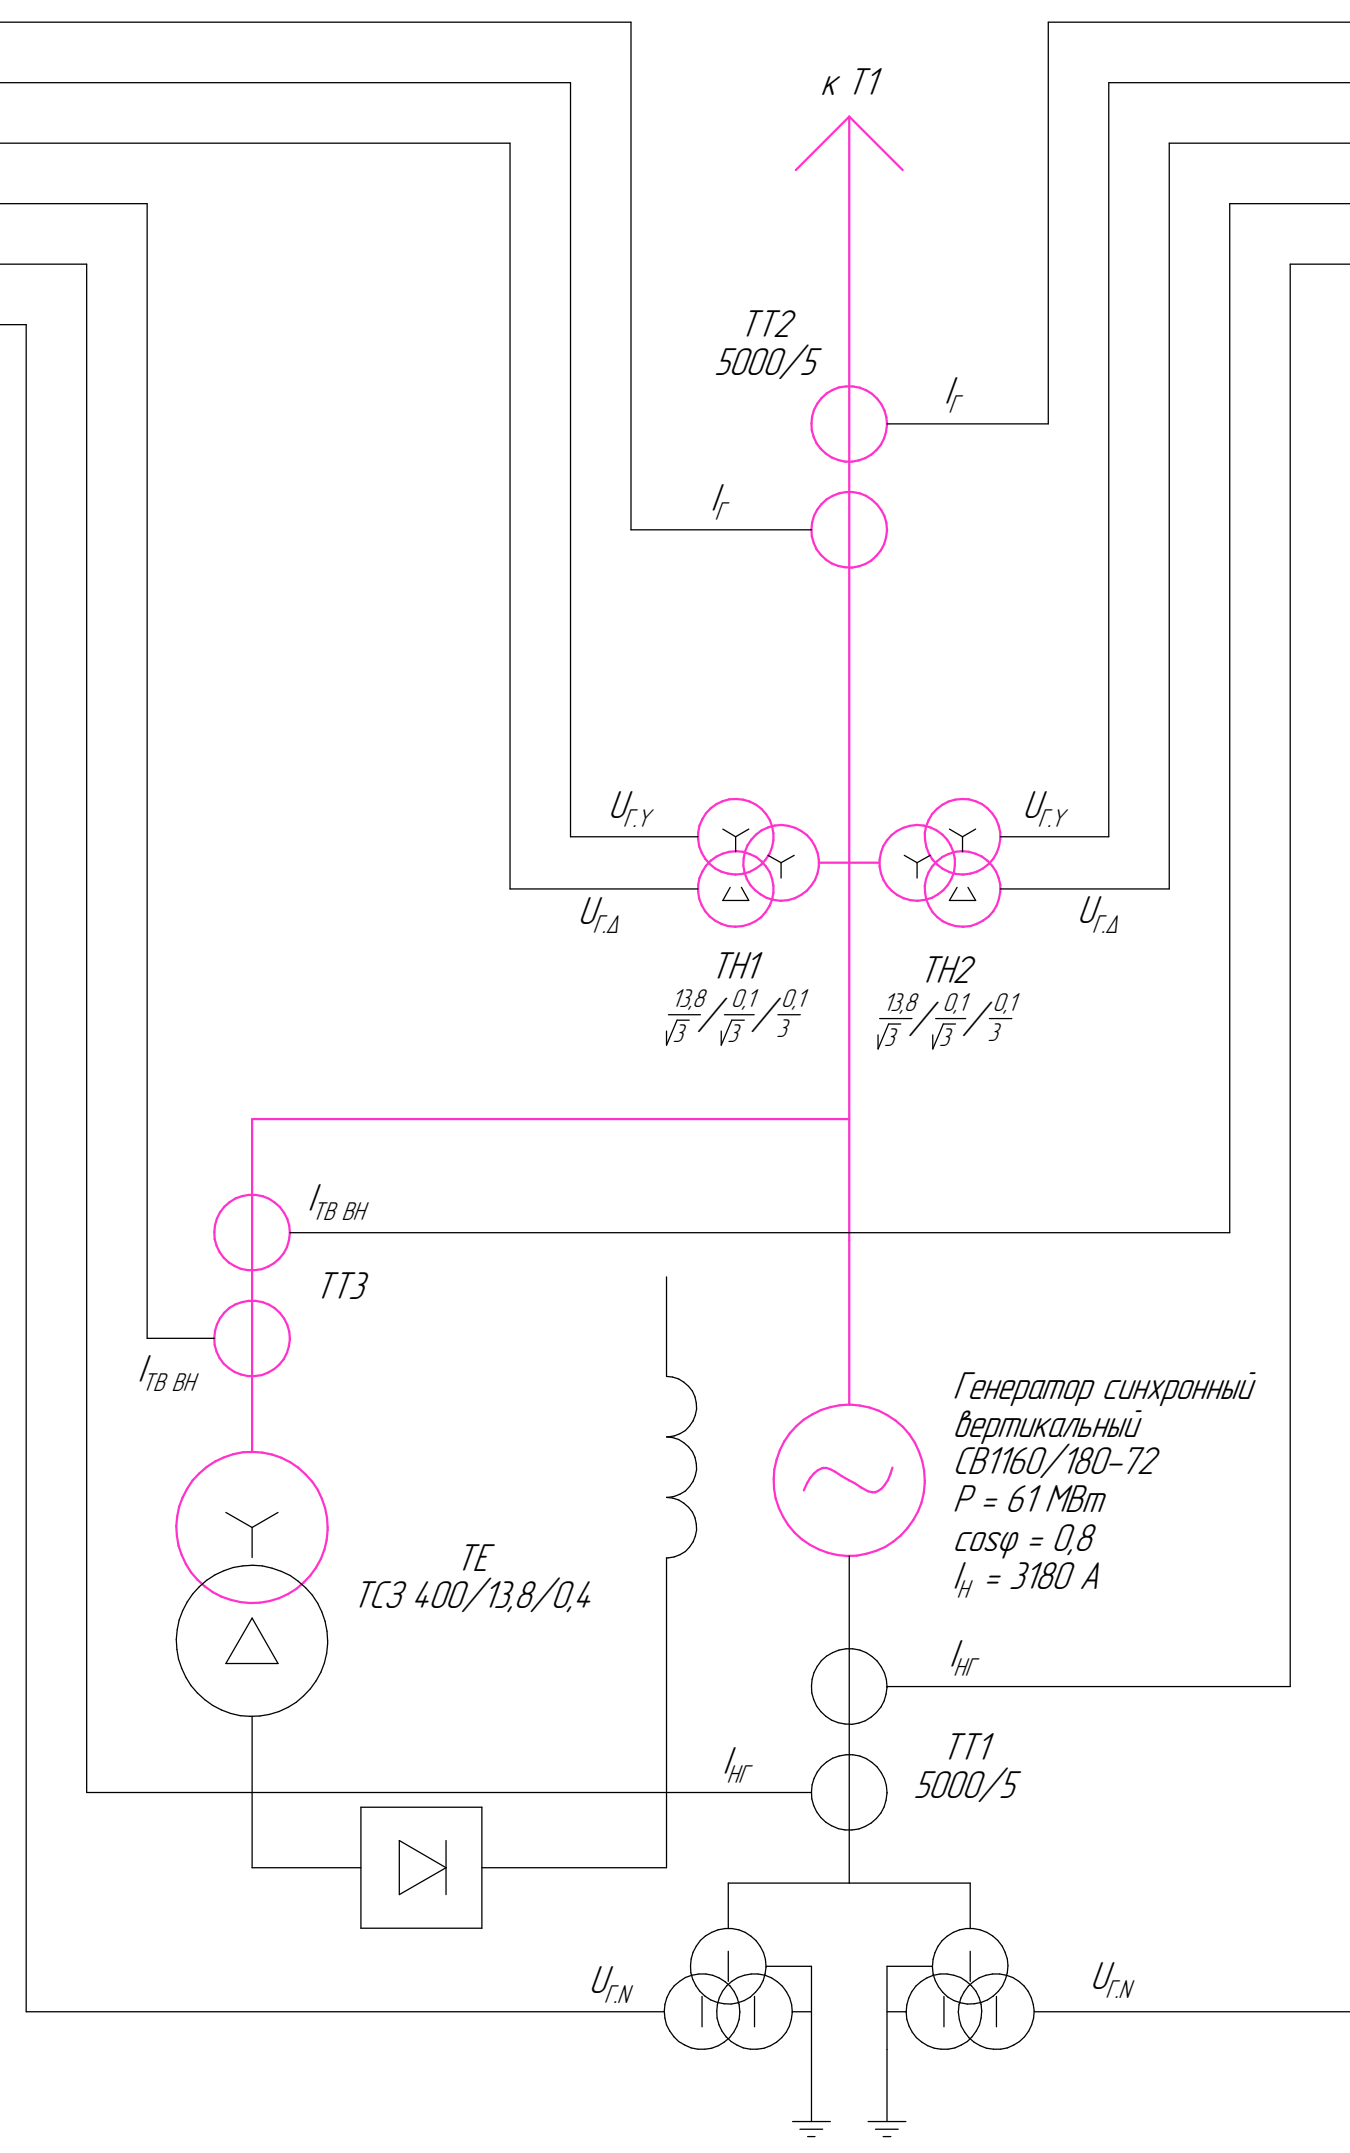 к Т1
ТТ2
5000/5
IГ
IГ
UГ.Y
UГ.Y
UГ.Δ
UГ.Δ
ТН1
13,8/√3 / 0,1/√3 / 0,1/3
ТН2
13,8/√3 / 0,1/√3 / 0,1/3
IТВ ВН
ТТ3
IТВ ВН
Генератор синхронный
вертикальный
СВ1160/180-72
P = 61 МВт
cosφ = 0,8
IН = 3180 А
ТЕ
ТСЗ 400/13,8/0,4
IНГ
ТТ1
5000/5
IНГ
UГ.N
UГ.N